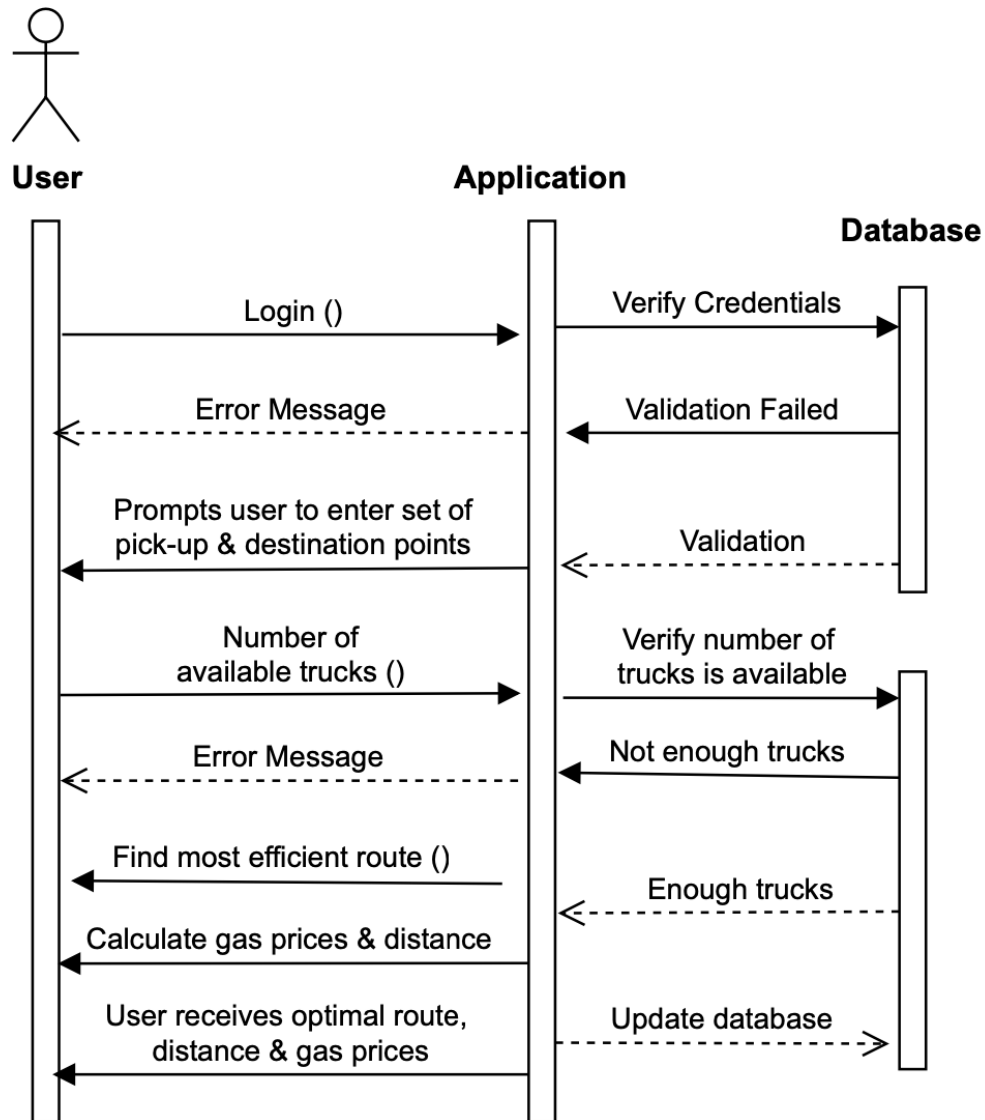 User
Application
Database
Login ()
Verify Credentials
Error Message
Validation Failed
Prompts user to enter set of
pick-up & destination points
Validation
Number of
available trucks ()
Verify number of
trucks is available
Error Message
Not enough trucks
Find most efficient route ()
Enough trucks
Calculate gas prices & distance
User receives optimal route,
distance & gas prices
Update database